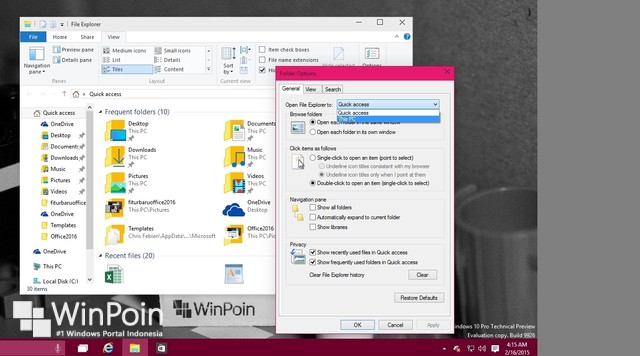 File Explorer
File Home Share View
Preview pane
Details pane
Navigation pane
Medium icons Small icons
List Details
Tiles Content
Sort by
Item check boxes
File name extensions
Panes Layout
Quick access
Quick access
OneDrive
Desktop
Downloads
Documents
Pictures
Music
Videos
fiturbaruoffice2016
Templates
Office2016
OneDrive
This PC
Local Disk (C:)
30 items
Frequent folders (10)
Desktop
This PC
Documents
This PC
Pictures
This PC
Videos
This PC
fiturbaruoffice2016
This PC\Pictures
OneDrive
Templates
Chris Febian\AppData\...\Microsoft
Office2016
Recent files (20)
Folder Options
General View Search
Open File Explorer to: Quick access
Quick access
This PC
Browse folders
Open each folder in the same window
Open each folder in its own window
Click items as follows
Single-click to open an item (point to select)
Underline icon titles consistent with my browser
Underline icon titles only when I point at them
Double-click to open an item (single-click to select)
Navigation pane
Show all folders
Automatically expand to current folder
Show libraries
Privacy
Show recently used files in Quick access
Show frequently used folders in Quick access
Clear File Explorer history Clear
Restore Defaults
OK Cancel Apply
WinPoin
#1 Windows Portal Indonesia
WinPoin
Windows 10 Pro Technical Preview
Evaluation copy. Build 9926
4:15 AM
2/16/2015